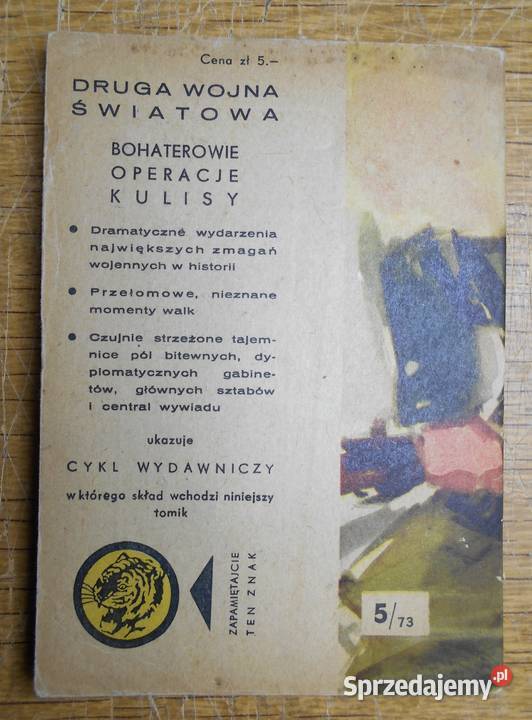 Cena zł 5.—
DRUGA WOJNA
ŚWIATOWA
BOHATEROWIE
OPERACJE
KULISY
● Dramatyczne wydarzenia
największych zmagań
wojennych w historii
● Przełomowe, nieznane
momenty walk
● Czujnie strzeżone tajem-
nice pól bitewnych, dy-
plomatycznych gabine-
tów, głównych sztabów
i central wywiadu
ukazuje
CYKL WYDAWNICZY
w którego skład wchodzi niniejszy
tomik
ZAPAMIĘTAJCIE
TEN ZNAK
5/73
Sprzedajemy.pl